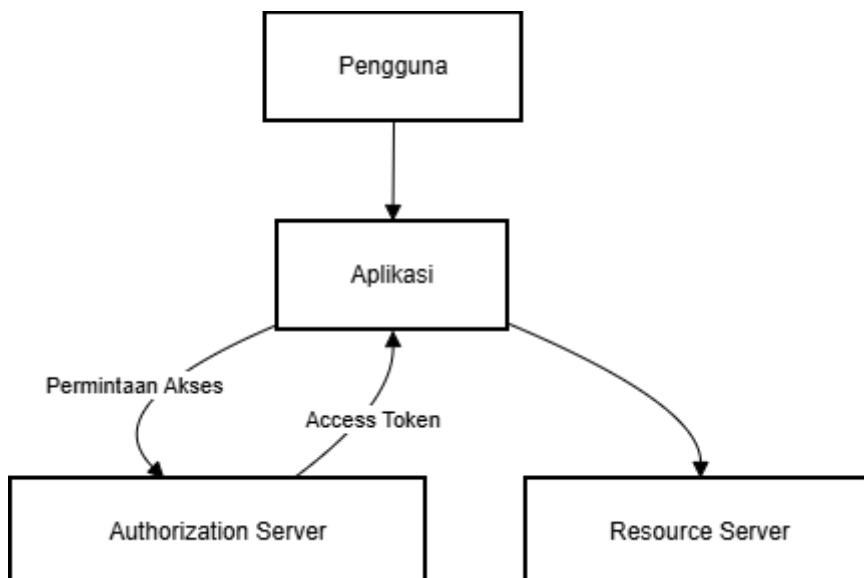 Pengguna
Aplikasi
Permintaan Akses
Access Token
Authorization Server
Resource Server